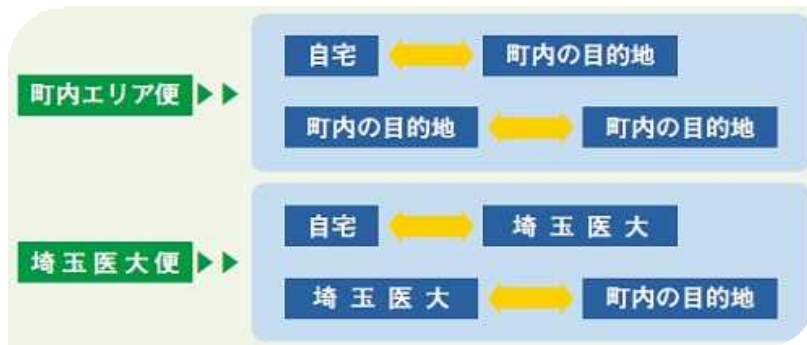 町内エリア便
自宅 町内の目的地
町内の目的地 町内の目的地
埼玉医大便
自宅 埼玉医大
埼玉医大 町内の目的地